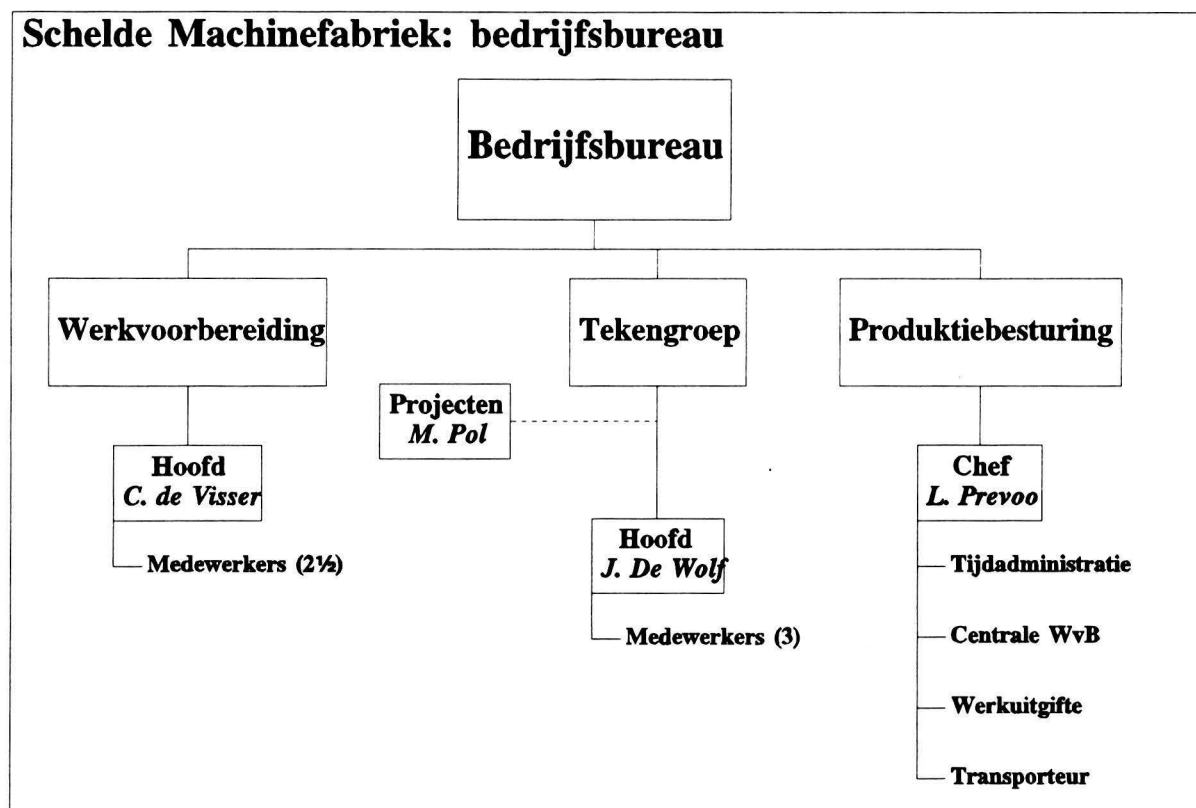 Schelde Machinefabriek: bedrijfsbureau
Bedrijfsbureau
Werkvoorbereiding
Tekengroep
Produktiebesturing
Projecten
M. Pol
Hoofd
C. de Visser
Medewerkers (2½)
Hoofd
J. De Wolf
Medewerkers (3)
Chef
L. Prevoo
Tijdadministratie
Centrale WvB
Werkuitgifte
Transporteur